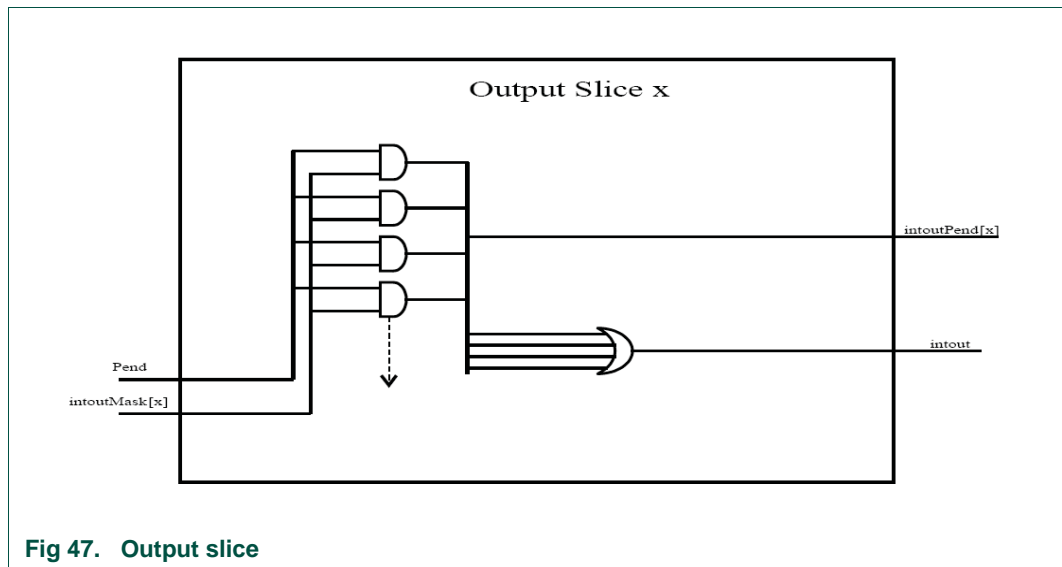 Output Slice x
intoutPend[x]
intout
Pend
intoutMask[x]
Fig 47. Output slice